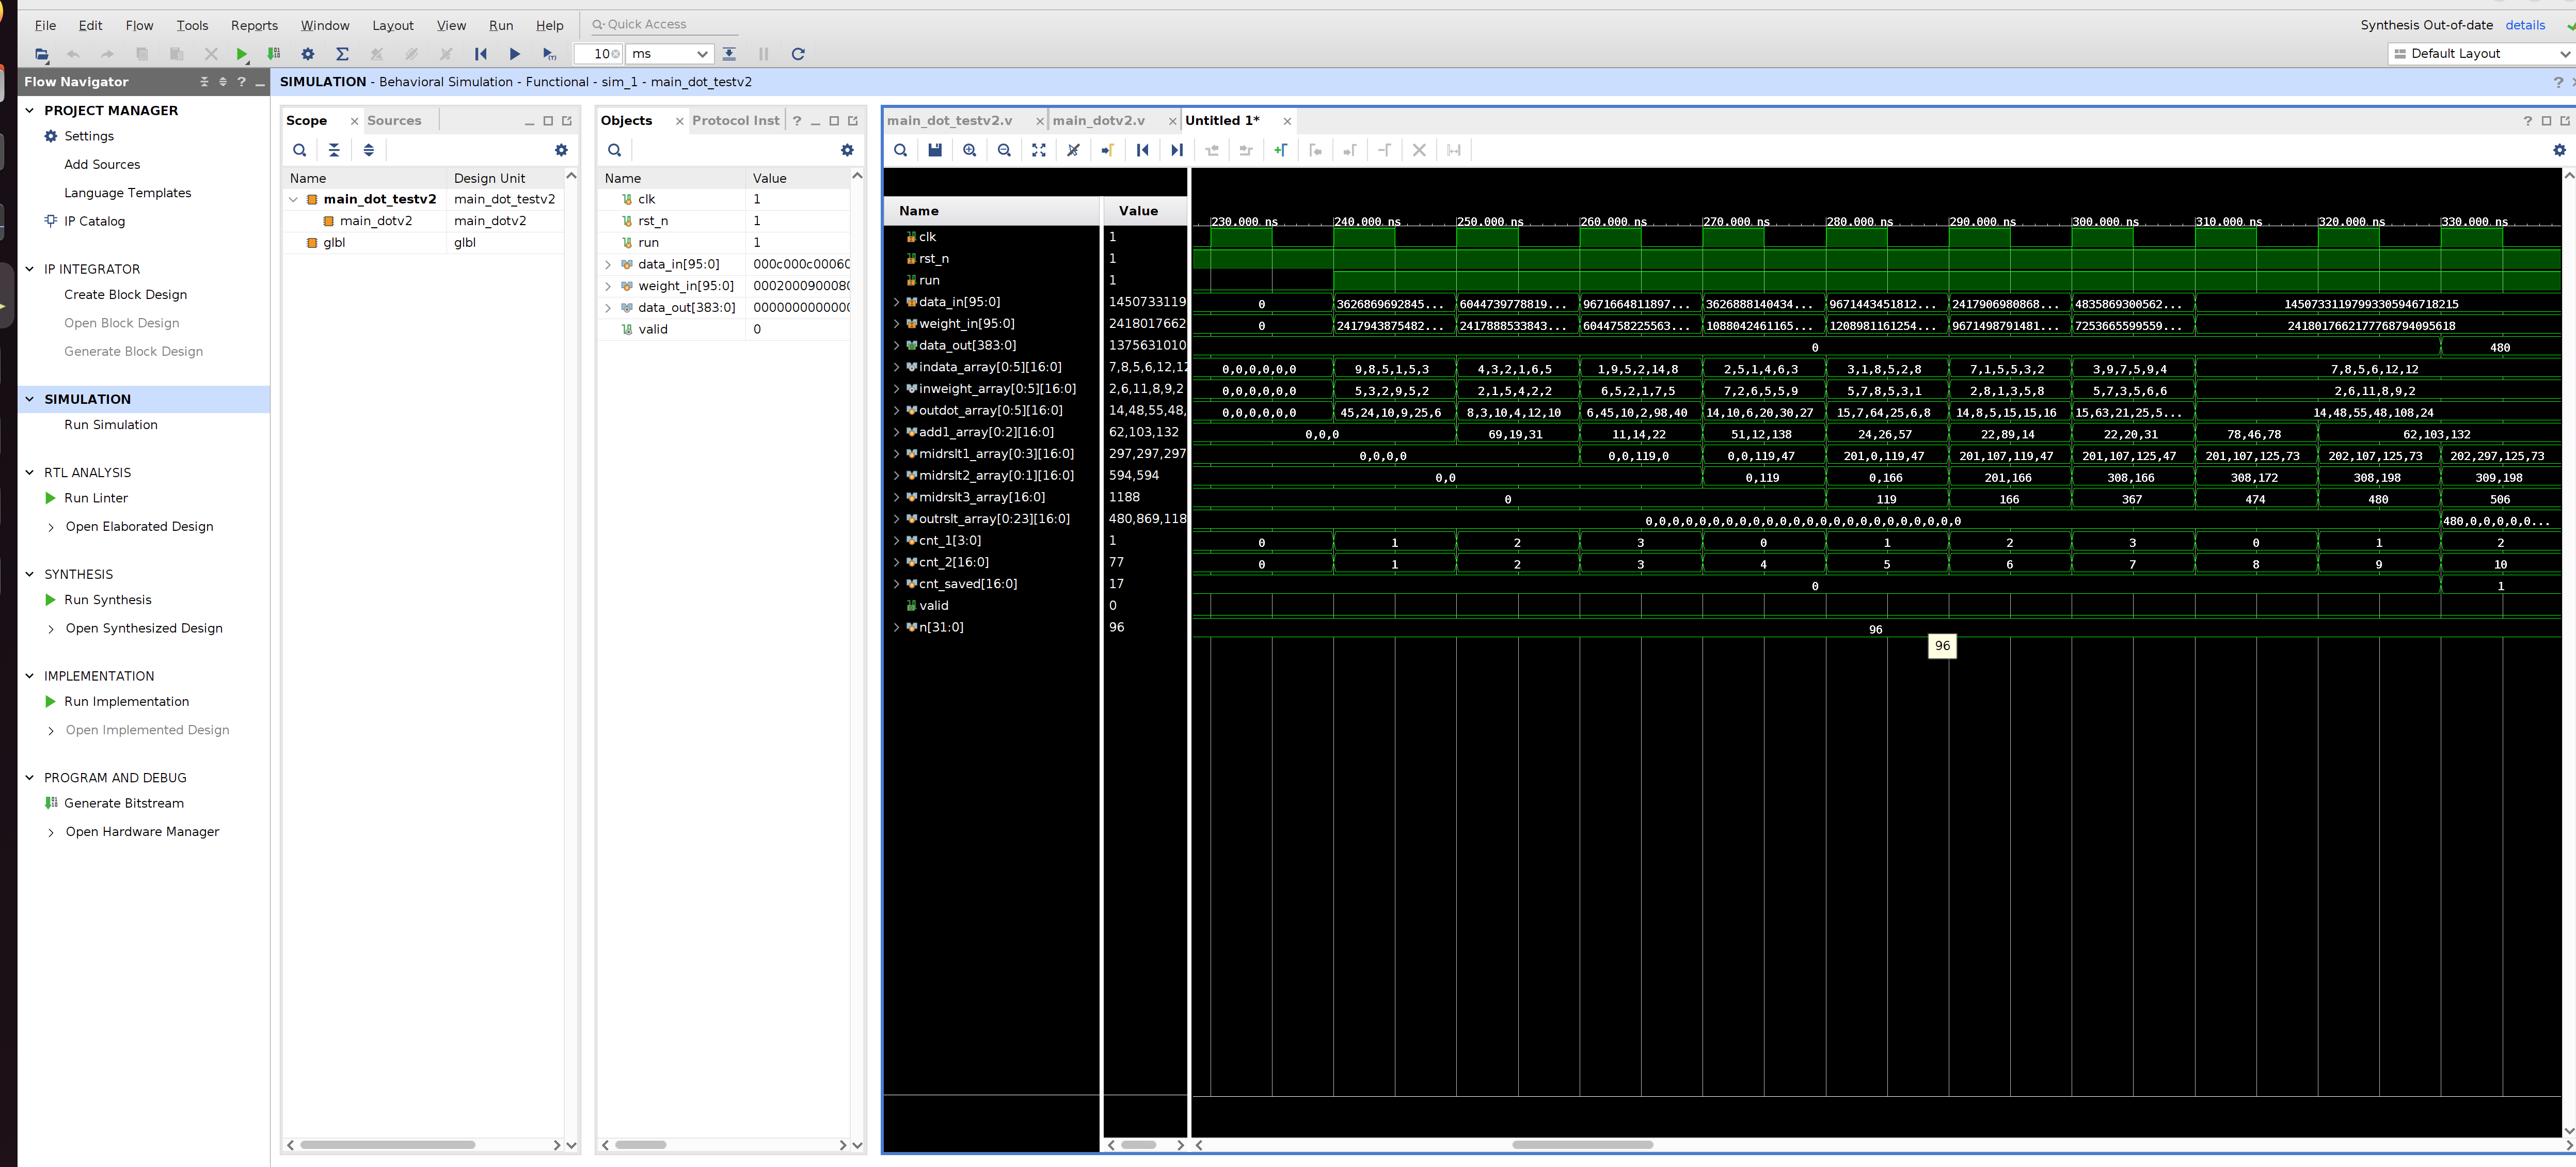 File Edit Flow Tools Reports Window Layout View Run Help Quick Access
Synthesis Out-of-date details
10 ms
Default Layout
Flow Navigator
SIMULATION - Behavioral Simulation - Functional - sim_1 - main_dot_testv2
PROJECT MANAGER
Settings
Add Sources
Language Templates
IP Catalog
IP INTEGRATOR
Create Block Design
Open Block Design
Generate Block Design
SIMULATION
Run Simulation
RTL ANALYSIS
Run Linter
Open Elaborated Design
SYNTHESIS
Run Synthesis
Open Synthesized Design
IMPLEMENTATION
Run Implementation
Open Implemented Design
PROGRAM AND DEBUG
Generate Bitstream
Open Hardware Manager
Scope Sources
Name Design Unit
main_dot_testv2 main_dot_testv2
main_dotv2 main_dotv2
glbl glbl
Objects Protocol Inst
Name Value
clk 1
rst_n 1
run 1
data_in[95:0] 000c000c00060
weight_in[95:0] 0002000900080
data_out[383:0] 0000000000000
valid 0
main_dot_testv2.v main_dotv2.v Untitled 1*
Name Value
230.000 ns 240.000 ns 250.000 ns 260.000 ns 270.000 ns 280.000 ns 290.000 ns 300.000 ns 310.000 ns 320.000 ns 330.000 ns
clk 1
rst_n 1
run 1
data_in[95:0] 1450733119 0 3626869692845... 6044739778819... 9671664811897... 3626888140434... 9671443451812... 2417906980868... 4835869300562... 14507331197993305946718215
weight_in[95:0] 2418017662 0 2417943875482... 2417888533843... 6044758225563... 1088042461165... 1208981161254... 9671498791481... 7253665599559... 2418017662177768794095618
data_out[383:0] 1375631010 0 480
indata_array[0:5][16:0] 7,8,5,6,12,12 0,0,0,0,0,0 9,8,5,1,5,3 4,3,2,1,6,5 1,9,5,2,14,8 2,5,1,4,6,3 3,1,8,5,2,8 7,1,5,5,3,2 3,9,7,5,9,4 7,8,5,6,12,12
inweight_array[0:5][16:0] 2,6,11,8,9,2 0,0,0,0,0,0 5,3,2,9,5,2 2,1,5,4,2,2 6,5,2,1,7,5 7,2,6,5,5,9 5,7,8,5,3,1 2,8,1,3,5,8 5,7,3,5,6,6 2,6,11,8,9,2
outdot_array[0:5][16:0] 14,48,55,48, 0,0,0,0,0,0 45,24,10,9,25,6 8,3,10,4,12,10 6,45,10,2,98,40 14,10,6,20,30,27 15,7,64,25,6,8 14,8,5,15,15,16 15,63,21,25,5... 14,48,55,48,108,24
add1_array[0:2][16:0] 62,103,132 0,0,0 69,19,31 11,14,22 51,12,138 24,26,57 22,89,14 22,20,31 78,46,78 62,103,132
midrslt1_array[0:3][16:0] 297,297,297 0,0,0,0 0,0,119,0 0,0,119,47 201,0,119,47 201,107,119,47 201,107,125,47 201,107,125,73 202,107,125,73 202,297,125,73
midrslt2_array[0:1][16:0] 594,594 0,0 0,119 0,166 201,166 308,166 308,172 308,198 309,198
midrslt3_array[16:0] 1188 0 119 166 367 474 480 506
outrslt_array[0:23][16:0] 480,869,118 0,0,0,0,0,0,0,0,0,0,0,0,0,0,0,0,0,0,0,0,0,0,0,0 480,0,0,0,0,0...
cnt_1[3:0] 1 0 1 2 3 0 1 2 3 0 1 2
cnt_2[16:0] 77 0 1 2 3 4 5 6 7 8 9 10
cnt_saved[16:0] 17 0 1
valid 0
n[31:0] 96 96
96